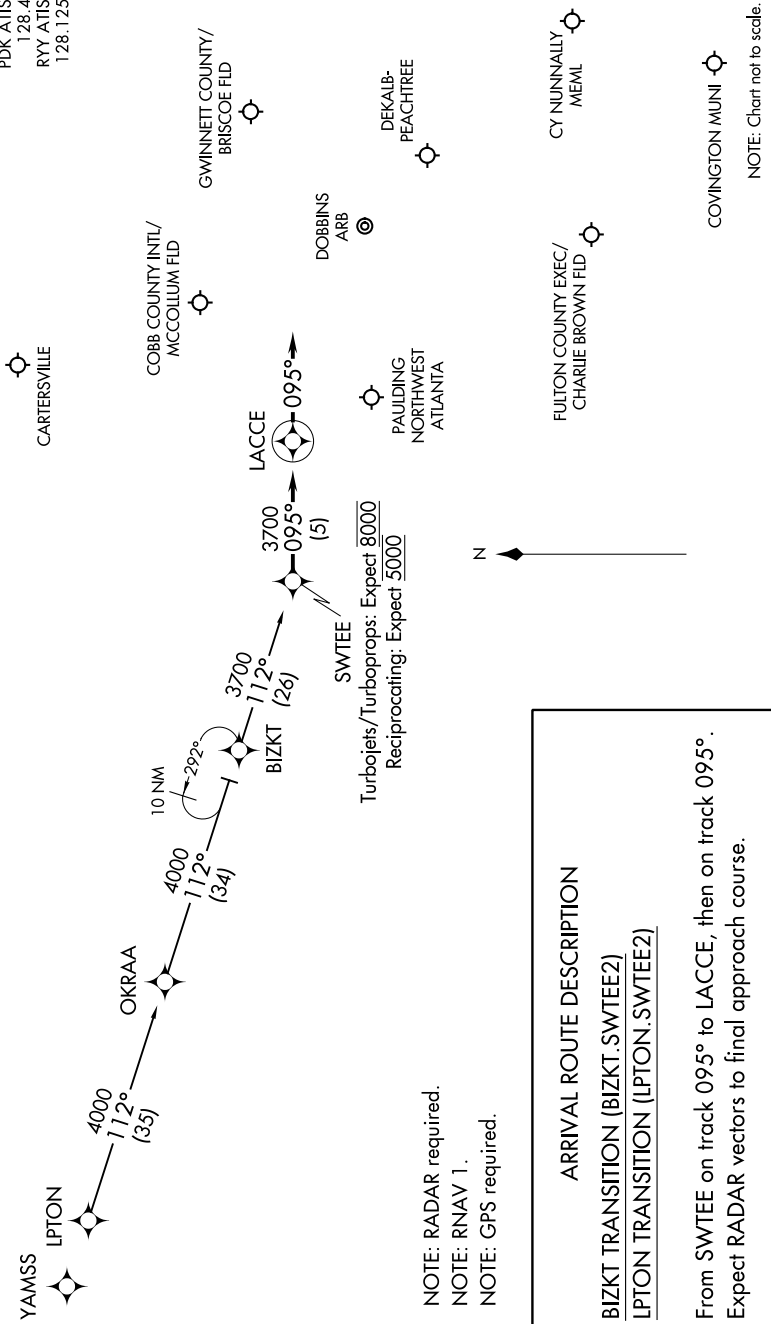 PDK ATIS
128.4
RYY ATIS
128.125
CARTERSVILLE
COBB COUNTY INTL/
MCCOLLUM FLD
GWINNETT COUNTY/
BRISCOE FLD
DOBBINS
ARB
DEKALB-
PEACHTREE
PAULDING
NORTHWEST
ATLANTA
FULTON COUNTY EXEC/
CHARLIE BROWN FLD
CY NUNNALLY
MEML
COVINGTON MUNI
NOTE: Chart not to scale.
YAMSS
LPTON
4000
112°
(35)
OKRAA
4000
112°
(34)
10 NM
292°
BIZKT
3700
112°
(26)
SWTEE
Turbojets/Turboprops: Expect 8000
Reciprocating: Expect 5000
3700
095°
(5)
LACCE
095°
N
NOTE: RADAR required.
NOTE: RNAV 1.
NOTE: GPS required.
ARRIVAL ROUTE DESCRIPTION
BIZKT TRANSITION (BIZKT.SWTEE2)
LPTON TRANSITION (LPTON.SWTEE2)
From SWTEE on track 095° to LACCE, then on track 095°.
Expect RADAR vectors to final approach course.